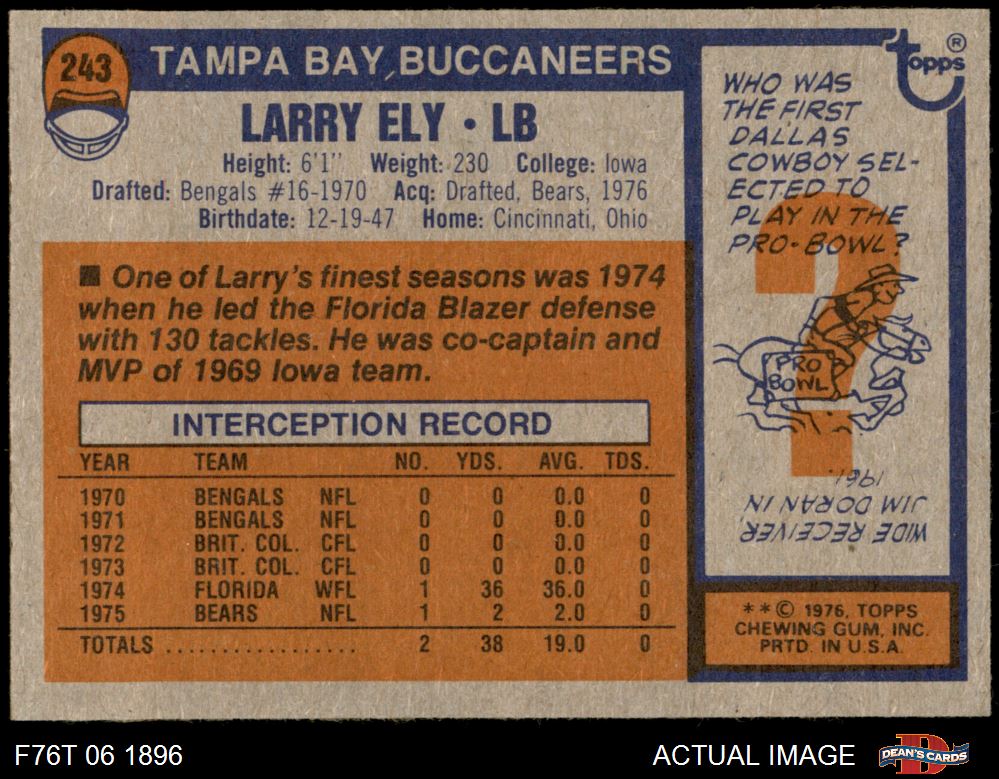 243
TAMPA BAY, BUCCANEERS
LARRY ELY • LB
Height: 6'1" Weight: 230 College: Iowa
Drafted: Bengals #16-1970 Acq: Drafted, Bears, 1976
Birthdate: 12-19-47 Home: Cincinnati, Ohio
■ One of Larry's finest seasons was 1974
when he led the Florida Blazer defense
with 130 tackles. He was co-captain and
MVP of 1969 Iowa team.
INTERCEPTION RECORD
YEAR TEAM NO. YDS. AVG. TDS.
1970 BENGALS NFL 0 0 0.0 0
1971 BENGALS NFL 0 0 0.0 0
1972 BRIT. COL. CFL 0 0 0.0 0
1973 BRIT. COL. CFL 0 0 0.0 0
1974 FLORIDA WFL 1 36 36.0 0
1975 BEARS NFL 1 2 2.0 0
TOTALS ................. 2 38 19.0 0
topps ®
WHO WAS
THE FIRST
DALLAS
COWBOY SEL-
ECTED TO
PLAY IN THE
PRO-BOWL?
?
PRO
BOWL
WIDE RECEIVER,
JIM DORAN IN
1961.
** © 1976, TOPPS
CHEWING GUM, INC.
PRTD. IN U.S.A.
F76T 06 1896
ACTUAL IMAGE
D
DEAN'S CARDS